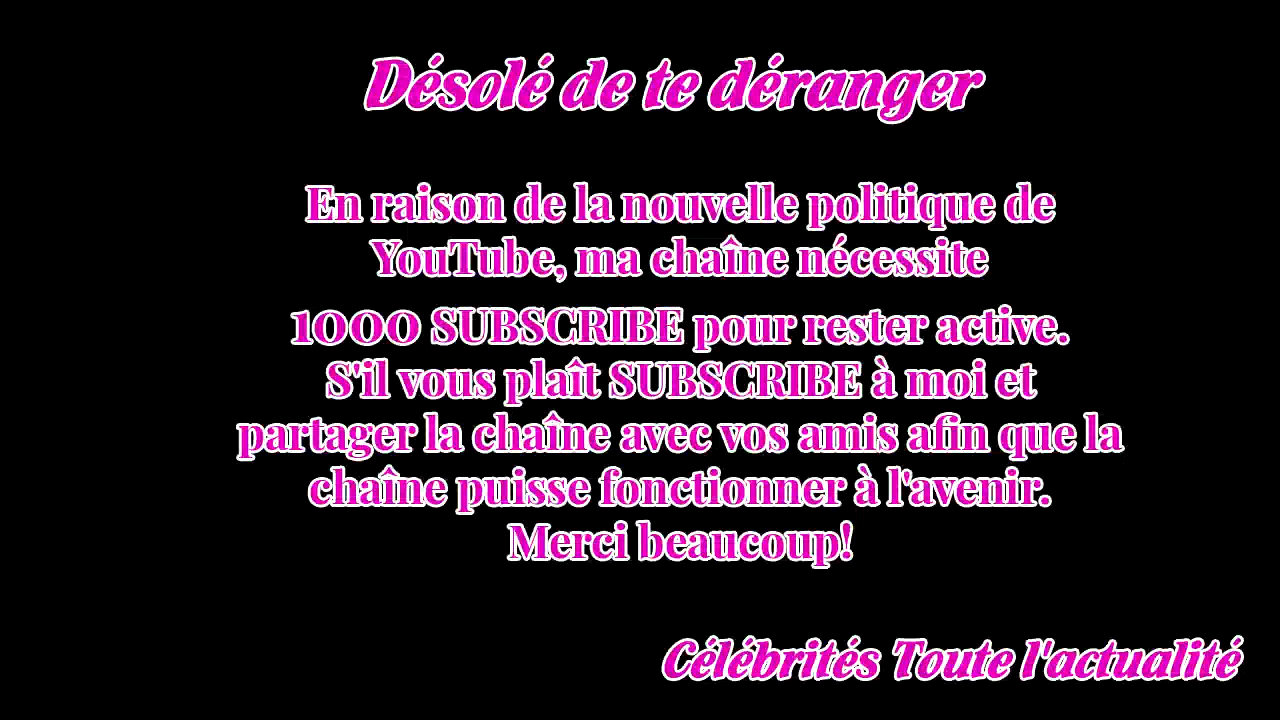 Désolé de te déranger
En raison de la nouvelle politique de
YouTube, ma chaîne nécessite
1000 SUBSCRIBE pour rester active.
S'il vous plaît SUBSCRIBE à moi et
partager la chaîne avec vos amis afin que la
chaîne puisse fonctionner à l'avenir.
Merci beaucoup!
Célébrités Toute l'actualité